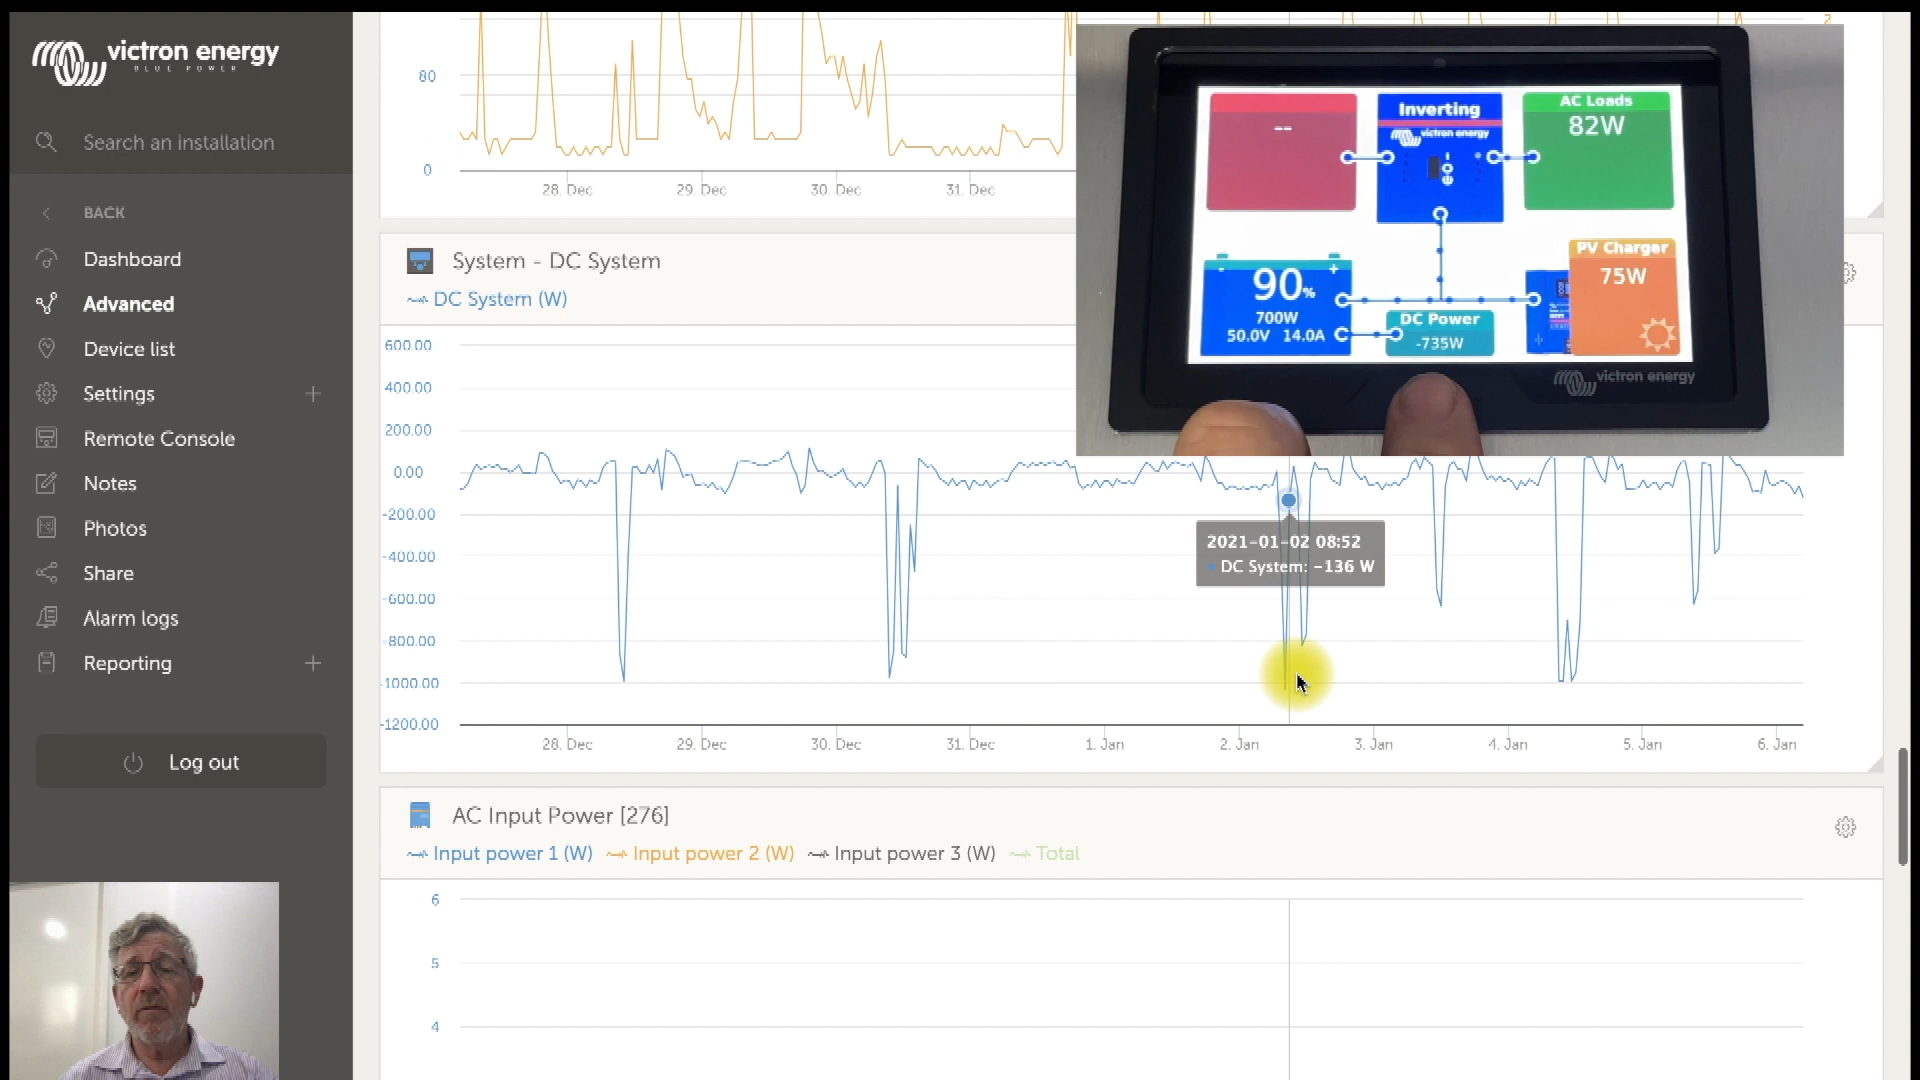 victron energy
BLUE POWER
Search an installation
BACK
Dashboard
Advanced
Device list
Settings
Remote Console
Notes
Photos
Share
Alarm logs
Reporting
Log out
80
0
2
28. Dec 29. Dec 30. Dec 31. Dec
System - DC System
DC System (W)
600.00
400.00
200.00
0.00
-200.00
-400.00
-600.00
-800.00
-1000.00
-1200.00
2021-01-02 08:52
DC System: -136 W
28. Dec 29. Dec 30. Dec 31. Dec 1. Jan 2. Jan 3. Jan 4. Jan 5. Jan 6. Jan
AC Input Power [276]
Input power 1 (W) Input power 2 (W) Input power 3 (W) Total
6
5
4
--
Inverting
victron energy
AC Loads
82W
90%
700W
50.0V 14.0A
DC Power
-735W
PV Charger
75W
victron energy